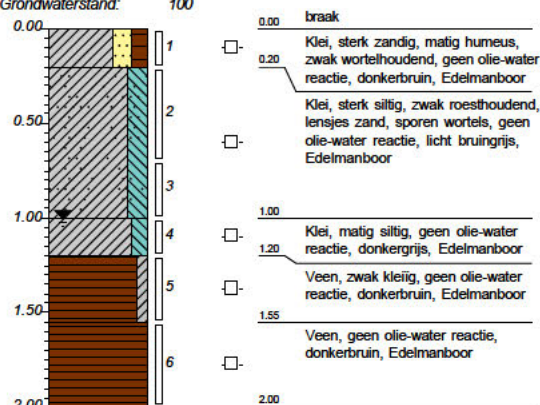 Grondwaterstand: 100
0.00
0.50
1.00
1.50
2.00
1
2
3
4
5
6
0.00 braak
Klei, sterk zandig, matig humeus,
0.20 zwak wortelhoudend, geen olie-water
reactie, donkerbruin, Edelmanboor
Klei, sterk siltig, zwak roesthoudend,
lensjes zand, sporen wortels, geen
olie-water reactie, licht bruingrijs,
Edelmanboor
1.00
Klei, matig siltig, geen olie-water
1.20 reactie, donkergrijs, Edelmanboor
Veen, zwak kleiïg, geen olie-water
reactie, donkerbruin, Edelmanboor
1.55
Veen, geen olie-water reactie,
donkerbruin, Edelmanboor
2.00